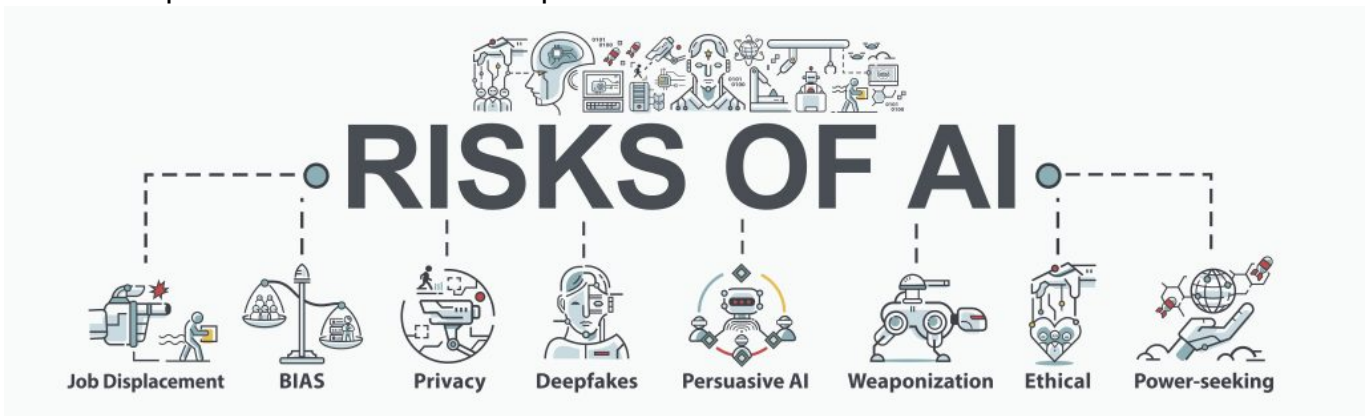 RISKS OF AI
Job Displacement BIAS Privacy Deepfakes Persuasive AI Weaponization Ethical Power-seeking